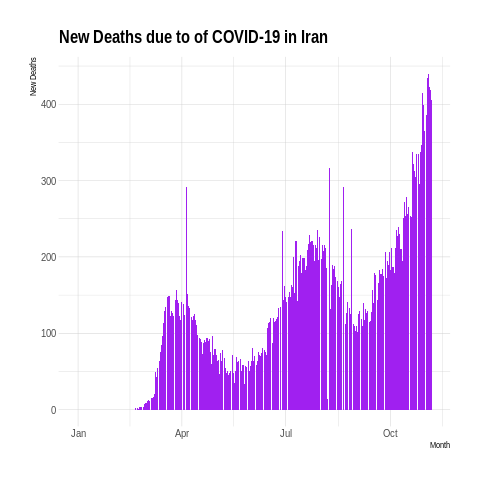 New Deaths due to of COVID-19 in Iran
New Deaths
400
300
200
100
0
Jan Apr Jul Oct
Month